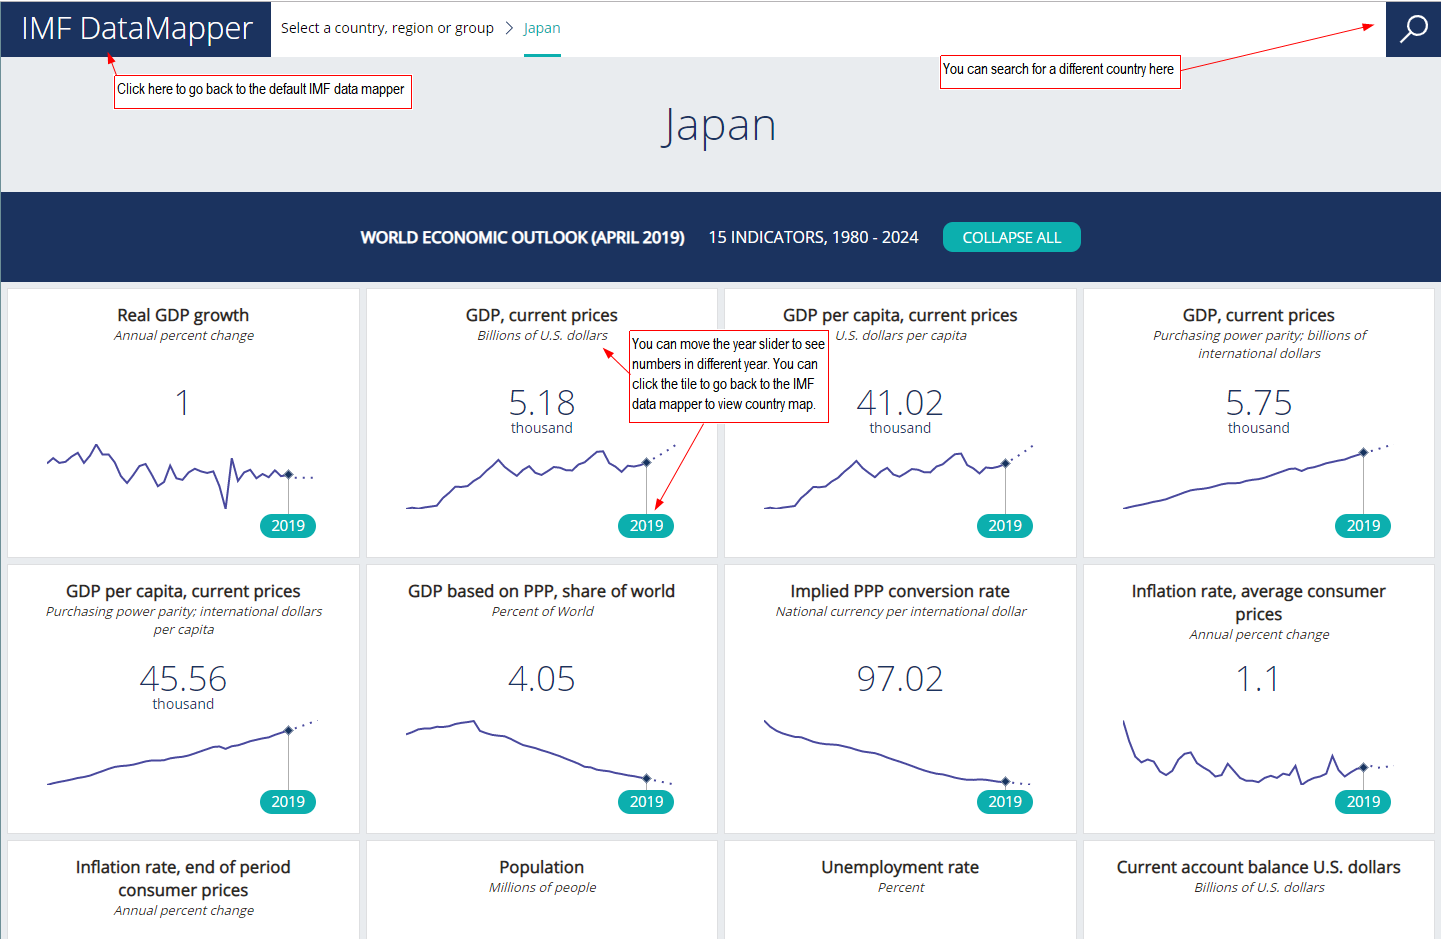 IMF DataMapper
Select a country, region or group > Japan
You can search for a different country here
Click here to go back to the default IMF data mapper
Japan
WORLD ECONOMIC OUTLOOK (APRIL 2019) 15 INDICATORS, 1980 - 2024 COLLAPSE ALL
Real GDP growth
Annual percent change
1
2019
GDP, current prices
Billions of U.S. dollars
You can move the year slider to see
numbers in different year. You can
click the tile to go back to the IMF
data mapper to view country map.
5.18
thousand
2019
GDP per capita, current prices
U.S. dollars per capita
41.02
thousand
2019
GDP, current prices
Purchasing power parity; billions of
international dollars
5.75
thousand
2019
GDP per capita, current prices
Purchasing power parity; international dollars
per capita
45.56
thousand
2019
GDP based on PPP, share of world
Percent of World
4.05
2019
Implied PPP conversion rate
National currency per international dollar
97.02
2019
Inflation rate, average consumer
prices
Annual percent change
1.1
2019
Inflation rate, end of period
consumer prices
Annual percent change
Population
Millions of people
Unemployment rate
Percent
Current account balance U.S. dollars
Billions of U.S. dollars